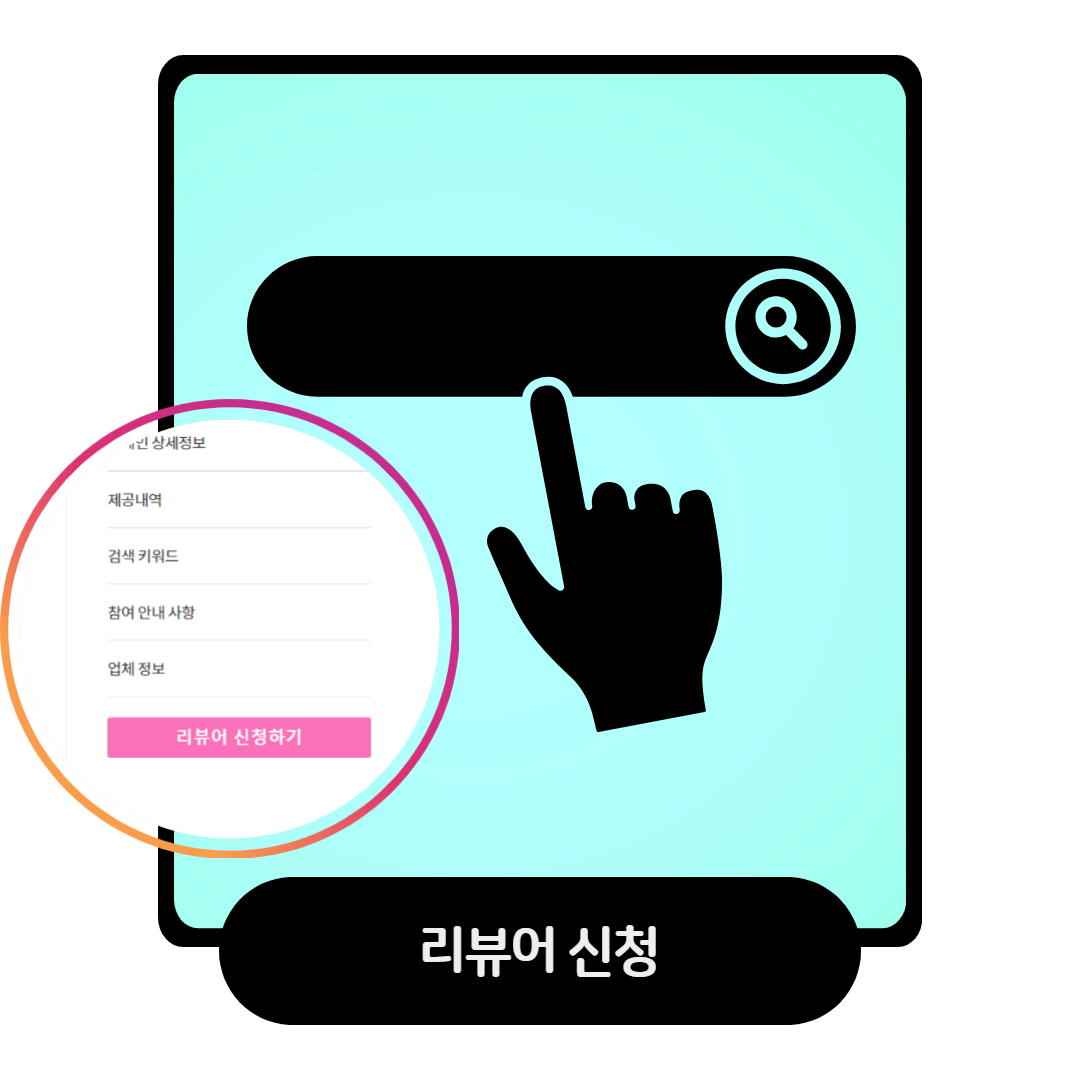 상세정보
제공내역
검색 키워드
참여 안내 사항
업체 정보
리뷰어 신청하기
리뷰어 신청